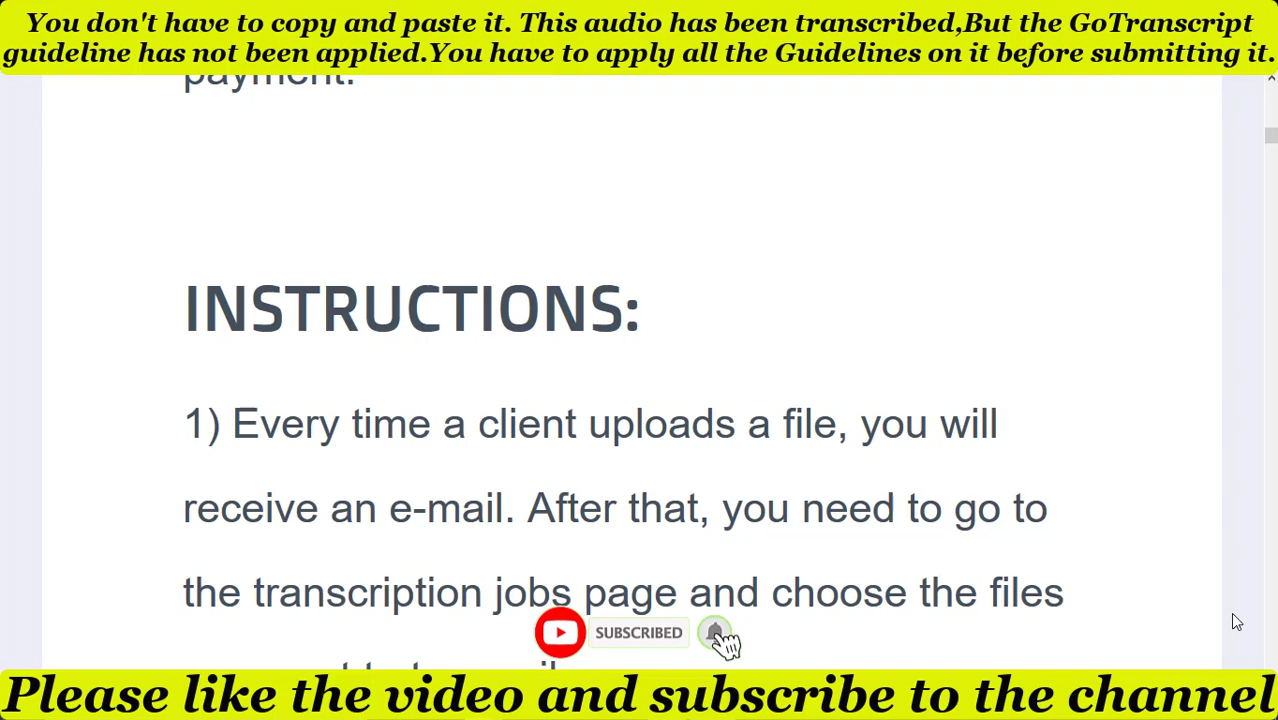 You don't have to copy and paste it. This audio has been transcribed,But the GoTranscript
guideline has not been applied.You have to apply all the Guidelines on it before submitting it.
payment.
INSTRUCTIONS:
1) Every time a client uploads a file, you will
receive an e-mail. After that, you need to go to
the transcription jobs page and choose the files
SUBSCRIBED
Please like the video and subscribe to the channel